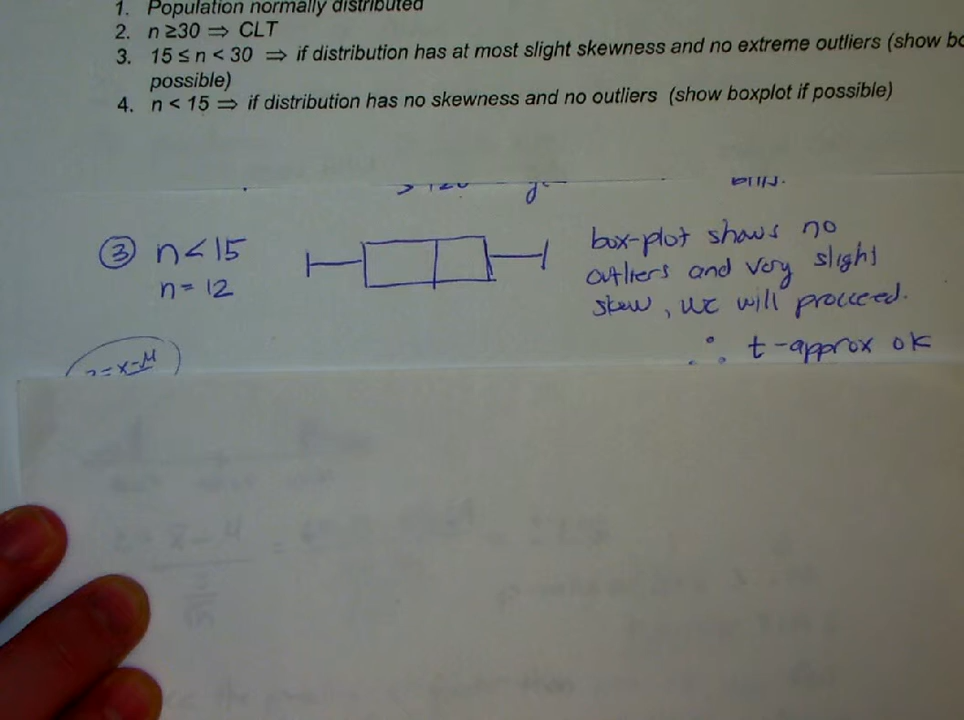 1. Population normally distributed
2. n ≥30 ⇒ CLT
3. 15 ≤ n < 30 ⇒ if distribution has at most slight skewness and no extreme outliers (show
possible)
4. n < 15 ⇒ if distribution has no skewness and no outliers (show boxplot if possible)
③ n < 15
n = 12
box-plot shows no
outliers and very slight
skew, we will procceed.
∴ t-approx ok